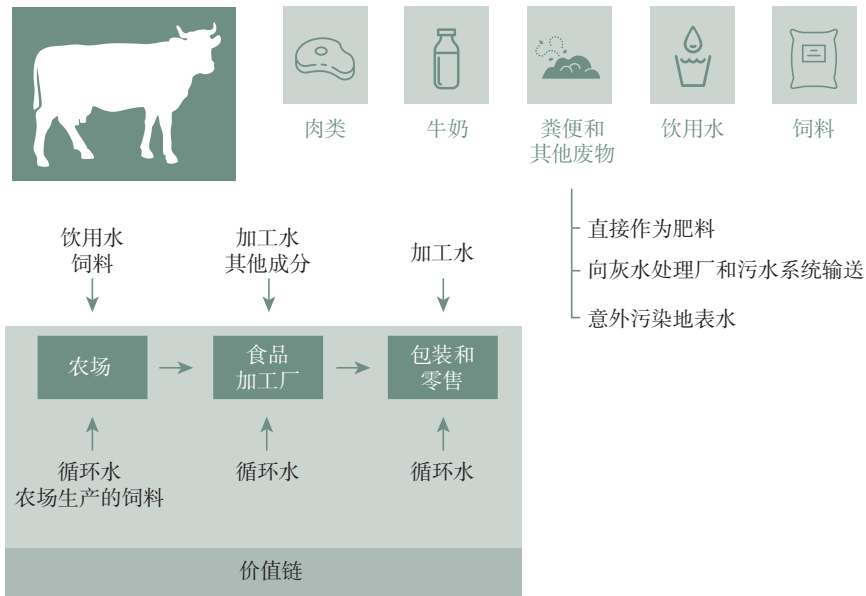 肉类
牛奶
粪便和
其他废物
饮用水
饲料
直接作为肥料
向灰水处理厂和污水系统输送
意外污染地表水
饮用水
饲料
加工水
其他成分
加工水
农场
食品
加工厂
包装和
零售
循环水
农场生产的饲料
循环水
循环水
价值链